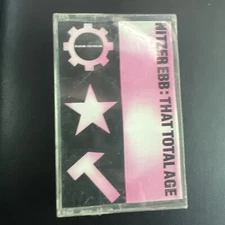 NITZER EBB : THAT TOTAL AGE